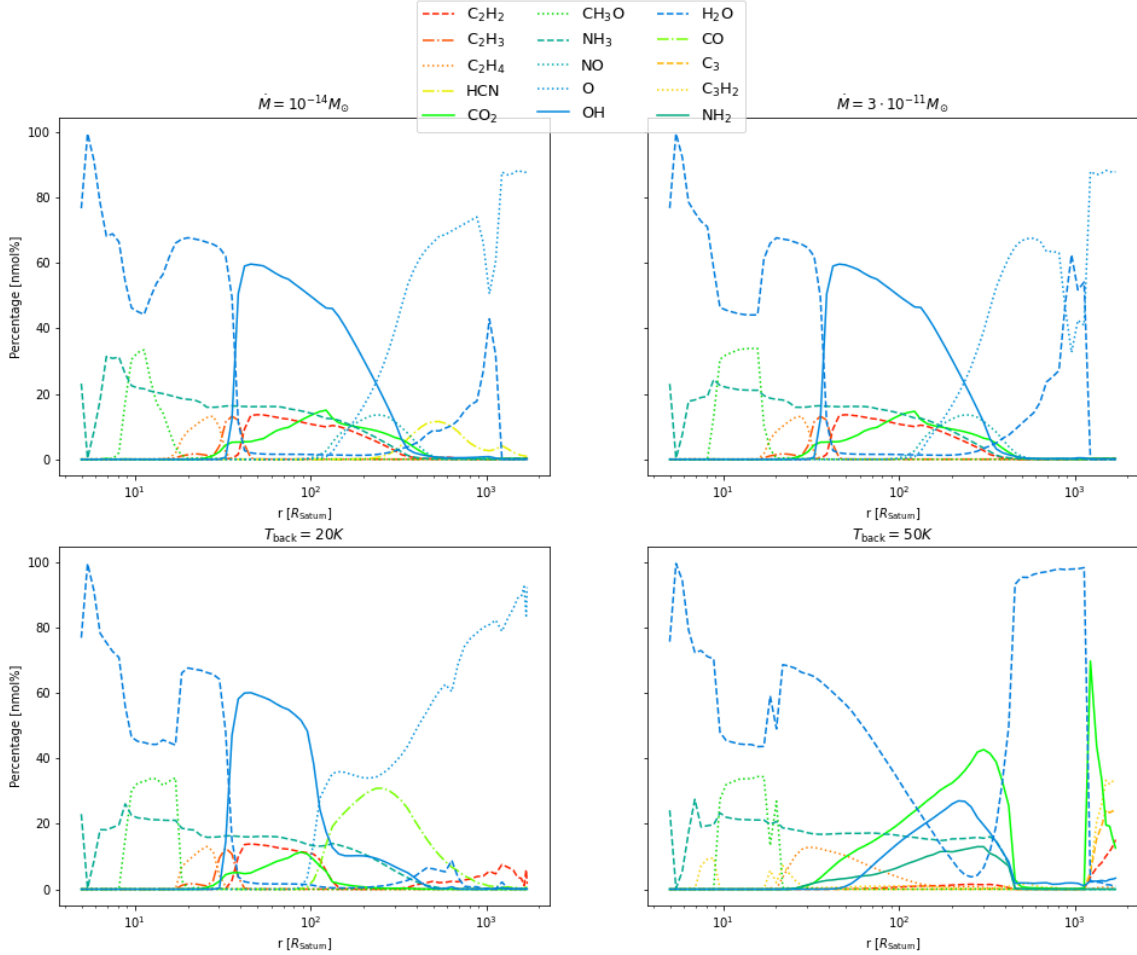 C₂H₂ CH₃O H₂O
C₂H₃ NH₃ CO
C₂H₄ NO C₃
HCN O C₃H₂
CO₂ OH NH₂
Ṁ = 10⁻¹⁴M☉ Ṁ = 3 · 10⁻¹¹M☉
100
80
60
40
20
0
Percentage [nmol%]
10¹ 10² 10³ 10¹ 10² 10³
r [R_Saturn] r [R_Saturn]
T_back = 20K T_back = 50K
100
80
60
40
20
0
Percentage [nmol%]
10¹ 10² 10³ 10¹ 10² 10³
r [R_Saturn] r [R_Saturn]